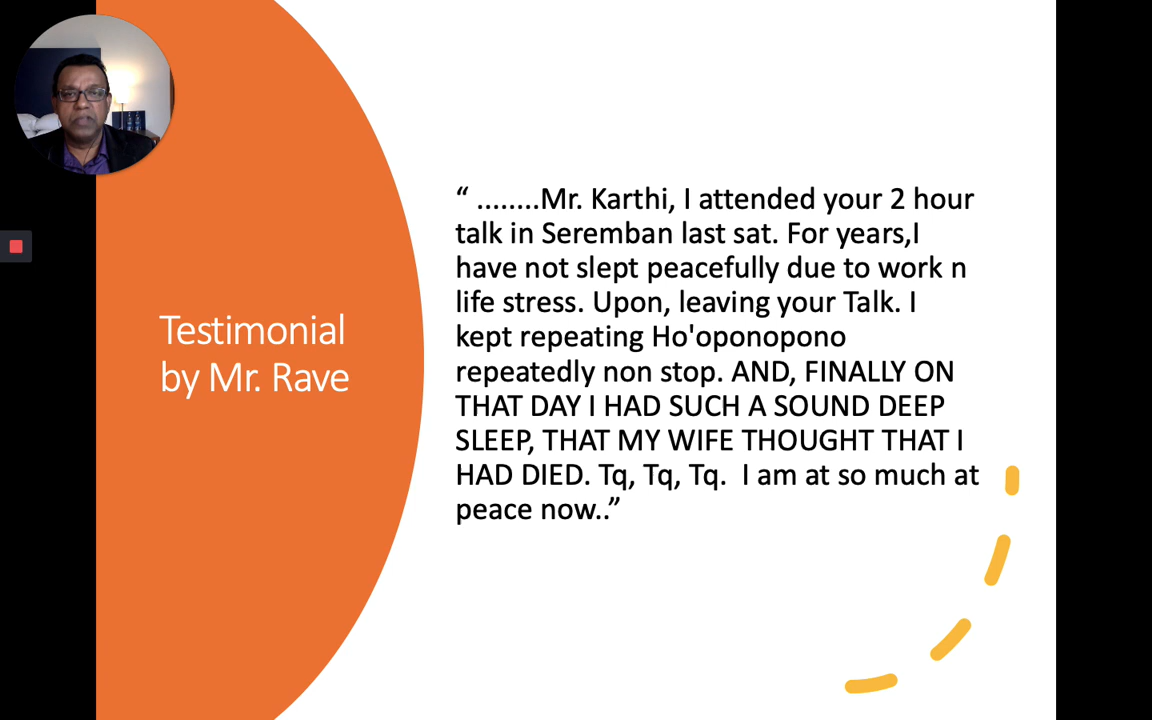 Testimonial
by Mr. Rave
“ ........Mr. Karthi, I attended your 2 hour
talk in Seremban last sat. For years,I
have not slept peacefully due to work n
life stress. Upon, leaving your Talk. I
kept repeating Ho'oponopono
repeatedly non stop. AND, FINALLY ON
THAT DAY I HAD SUCH A SOUND DEEP
SLEEP, THAT MY WIFE THOUGHT THAT I
HAD DIED. Tq, Tq, Tq.  I am at so much at
peace now..”